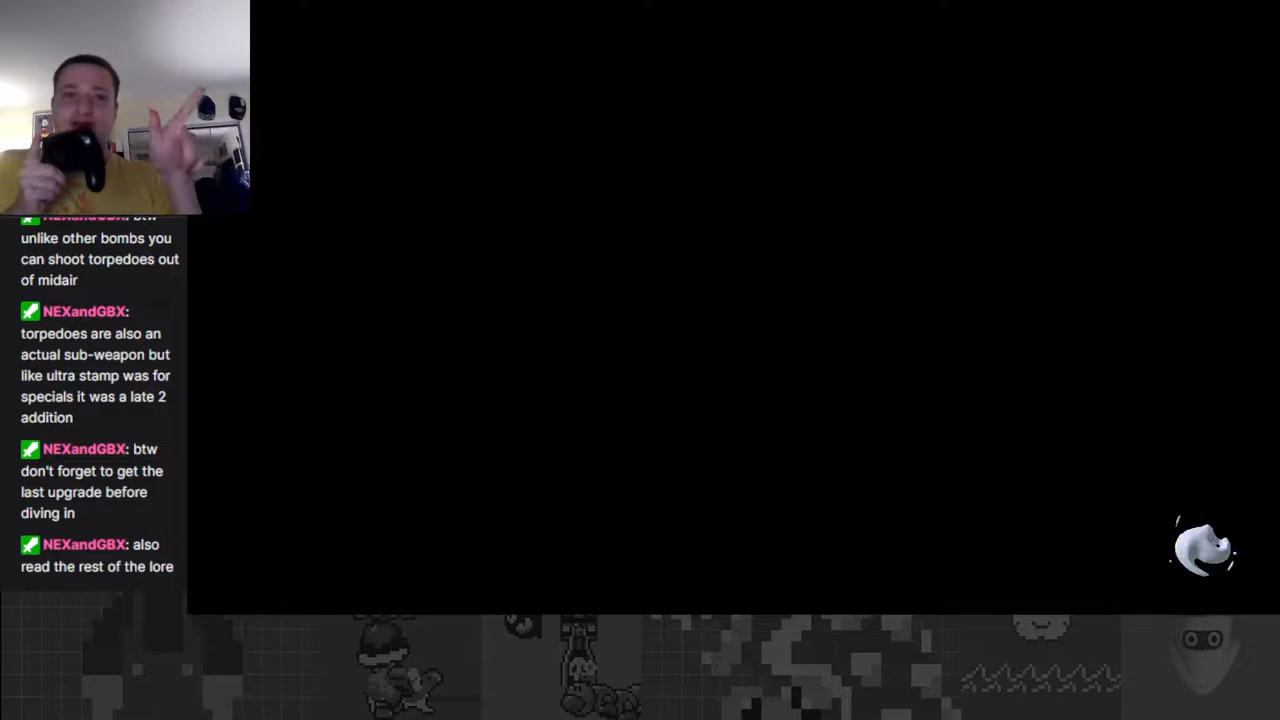 NEXandGBX: btw
unlike other bombs you
can shoot torpedoes out
of midair
NEXandGBX:
torpedoes are also an
actual sub-weapon but
like ultra stamp was for
specials it was a late 2
addition
NEXandGBX: btw
don't forget to get the
last upgrade before
diving in
NEXandGBX: also
read the rest of the lore